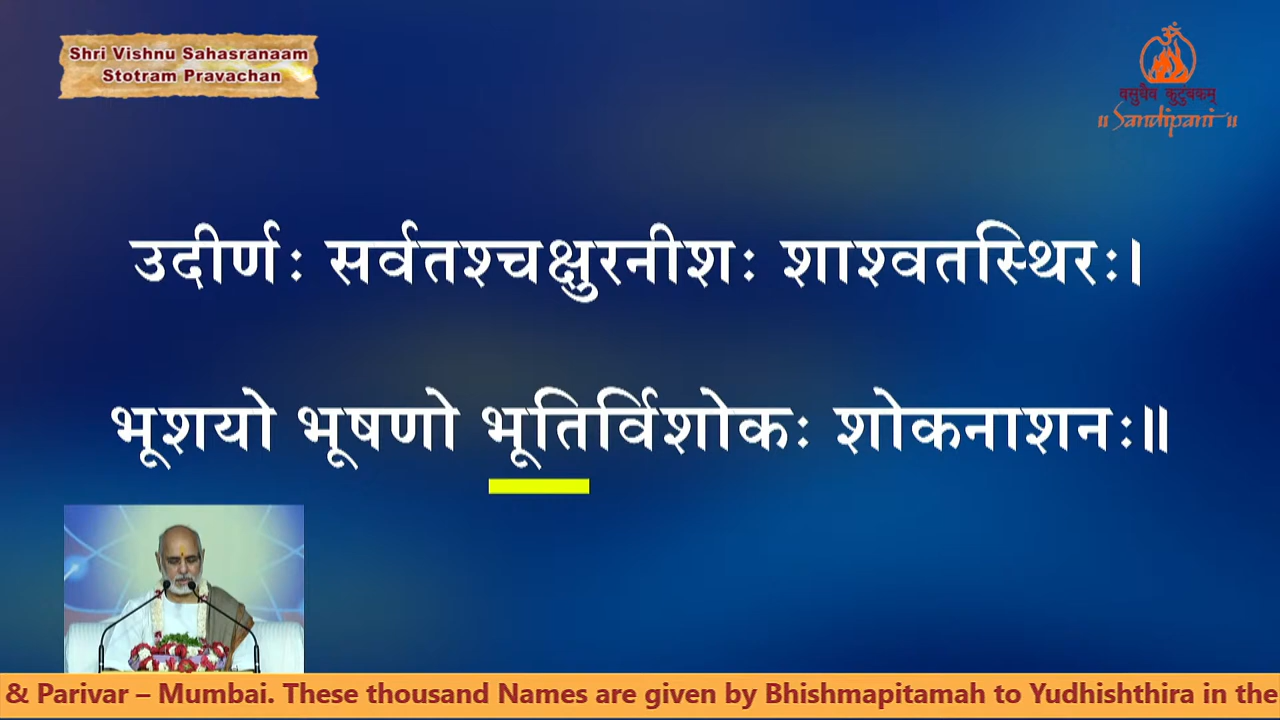 Shri Vishnu Sahasranaam
Stotram Pravachan
वसुधैव कुटुंबकम्
॥ Sandipani ॥
उदीर्णः सर्वतश्चक्षुरनीशः शाश्वतस्थिरः।
भूशयो भूषणो भूतिर्विशोकः शोकनाशनः॥
& Parivar – Mumbai. These thousand Names are given by Bhishmapitamah to Yudhishthira in the